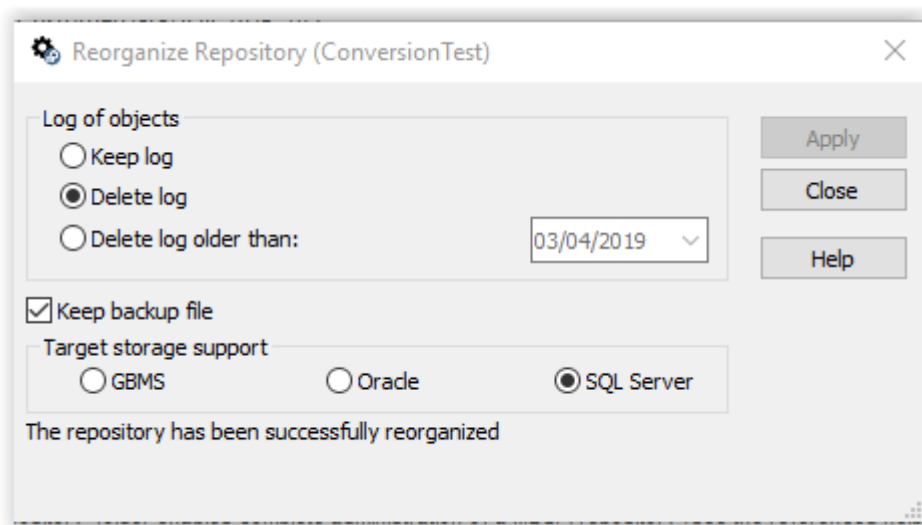 Reorganize Repository (ConversionTest)
Log of objects
Keep log
Delete log
Delete log older than:
03/04/2019
Apply
Close
Help
Keep backup file
Target storage support
GBMS
Oracle
SQL Server
The repository has been successfully reorganized